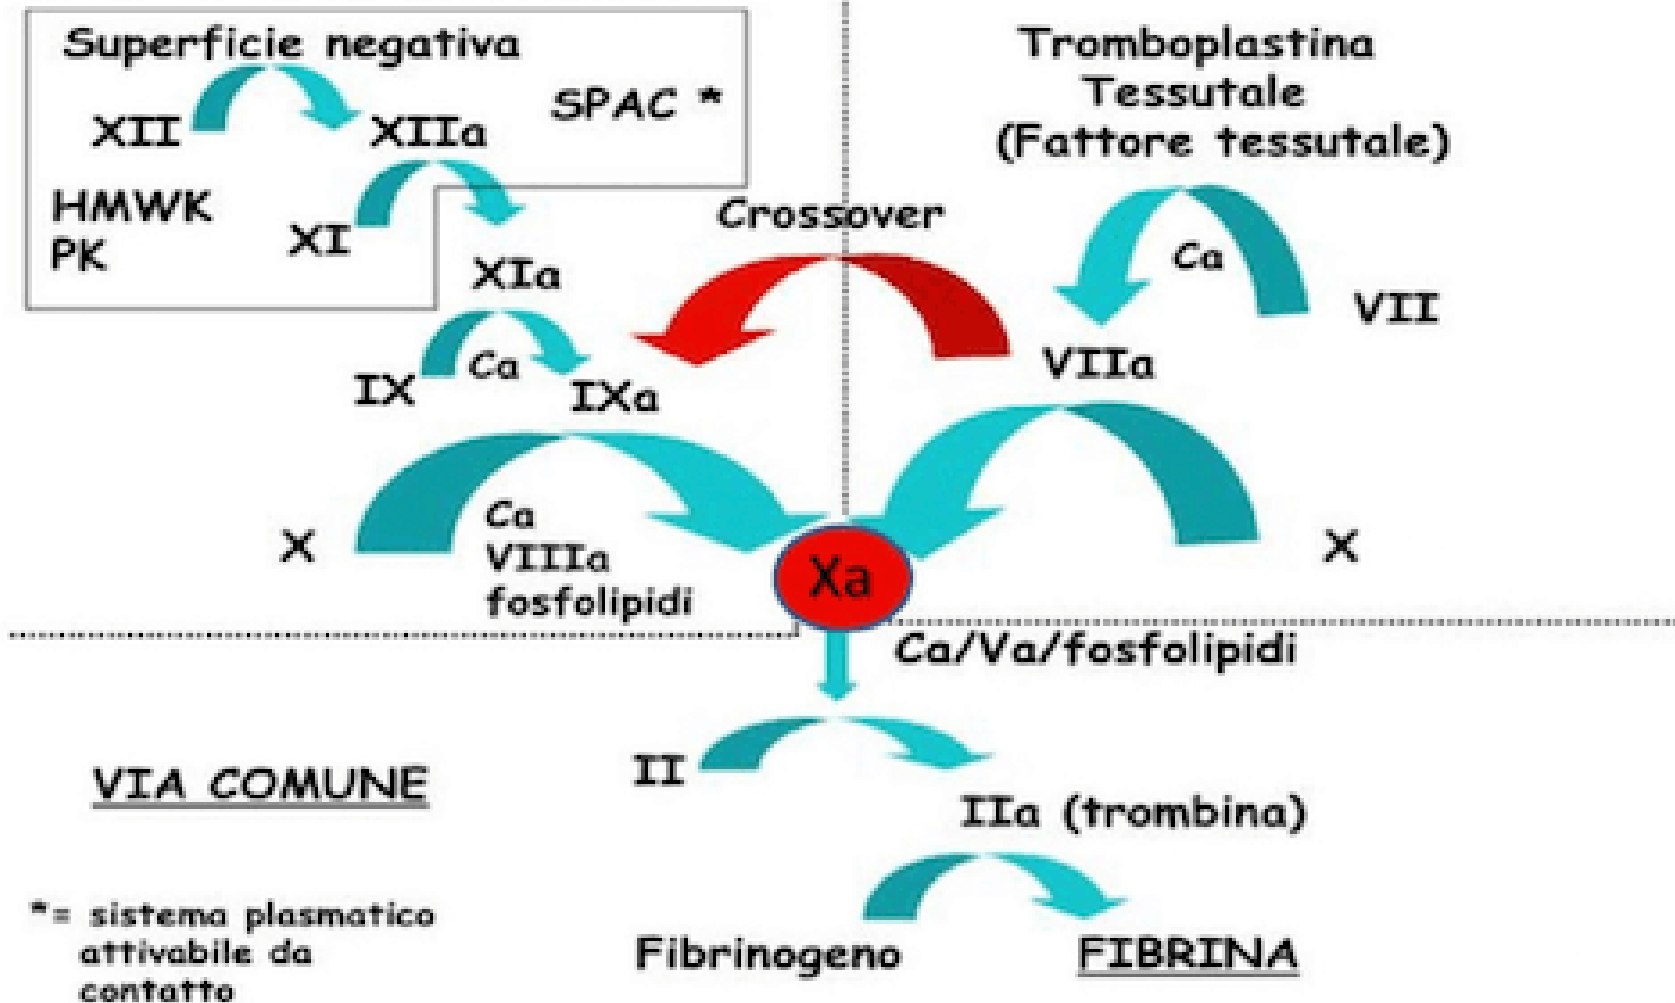 Superficie negativa
SPAC *
XII
XIIa
HMWK
PK
XI
XIa
IX
Ca
IXa
X
Ca
VIIIa
fosfolipidi
Crossover
Tromboplastina
Tessutale
(Fattore tessutale)
Ca
VII
VIIa
X
Xa
Ca/Va/fosfolipidi
II
IIa (trombina)
VIA COMUNE
Fibrinogeno
FIBRINA
*= sistema plasmatico
attivabile da
contatto